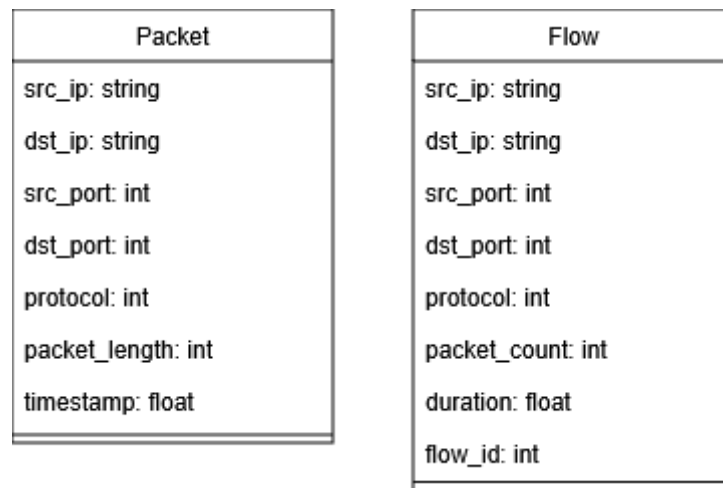 Packet
src_ip: string
dst_ip: string
src_port: int
dst_port: int
protocol: int
packet_length: int
timestamp: float
Flow
src_ip: string
dst_ip: string
src_port: int
dst_port: int
protocol: int
packet_count: int
duration: float
flow_id: int